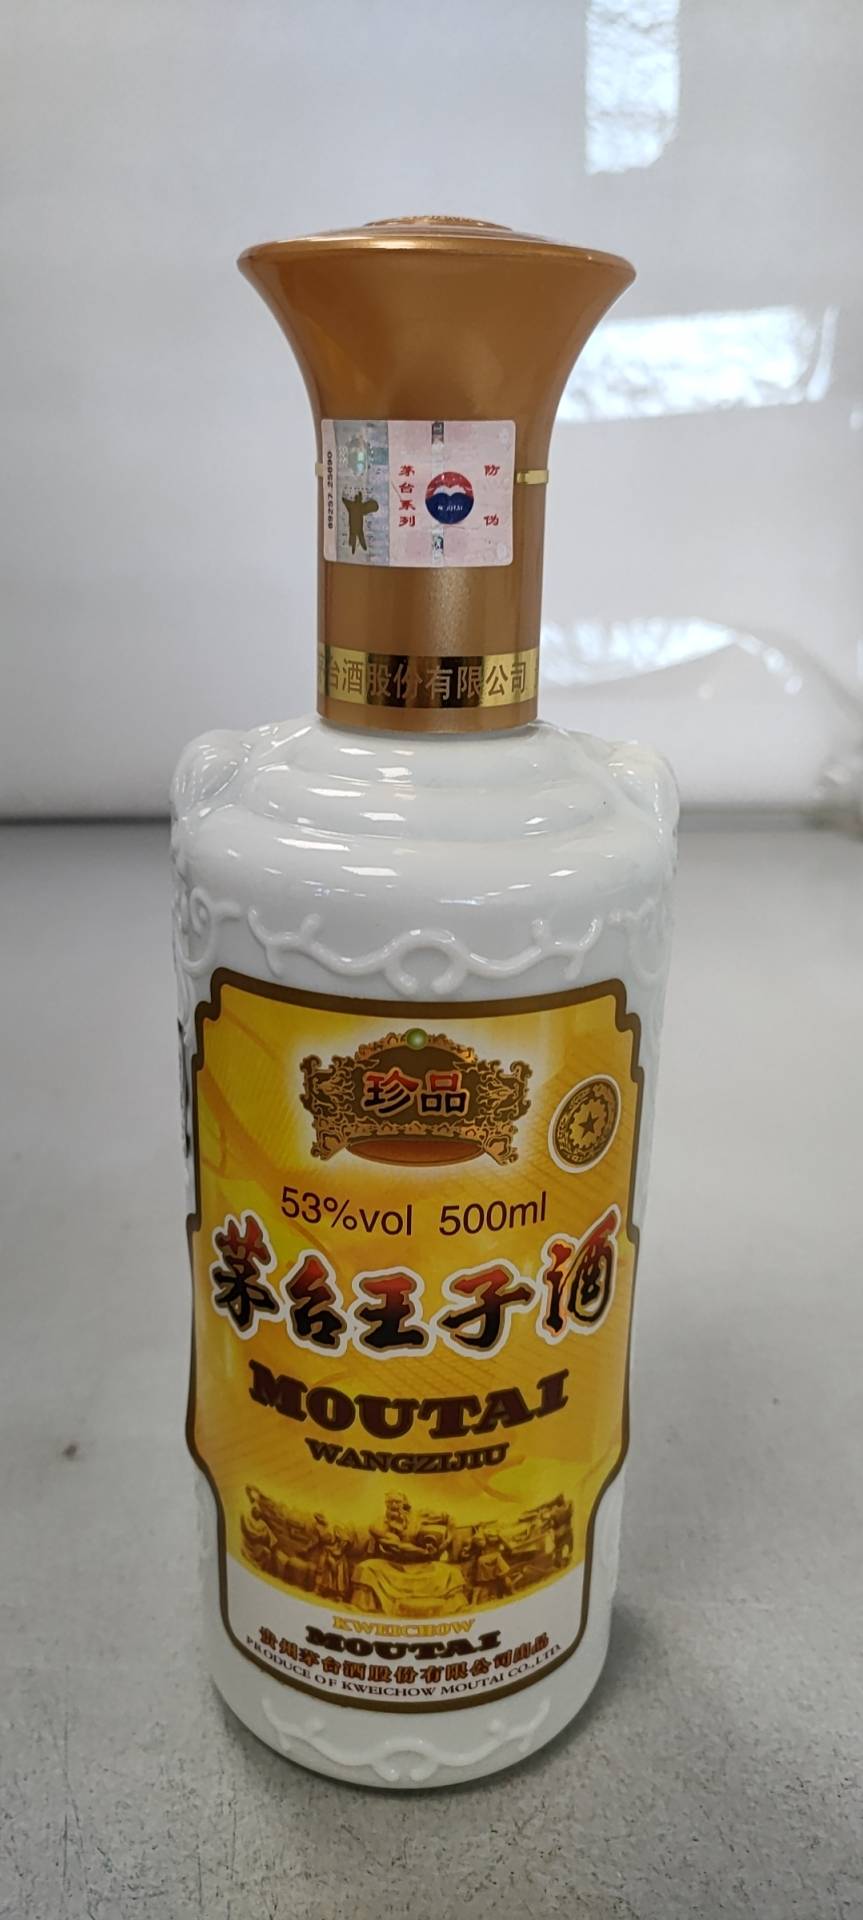 茅台系列
防伪
台酒股份有限公司
珍品
53%vol 500ml
茅台王子酒
MOUTAI
WANGZIJIU
KWEICHOW
MOUTAI
贵州茅台酒股份有限公司出品
PRODUCE OF KWEICHOW MOUTAI CO.,LTD.